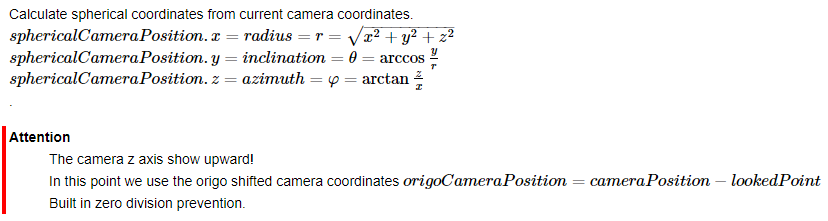 Calculate spherical coordinates from current camera coordinates.
sphericalCameraPosition. x = radius = r = √(x² + y² + z²)
sphericalCameraPosition. y = inclination = θ = arccos y/r
sphericalCameraPosition. z = azimuth = φ = arctan z/x
.
Attention
The camera z axis show upward!
In this point we use the origo shifted camera coordinates origoCameraPosition = cameraPosition − lookedPoint
Built in zero division prevention.